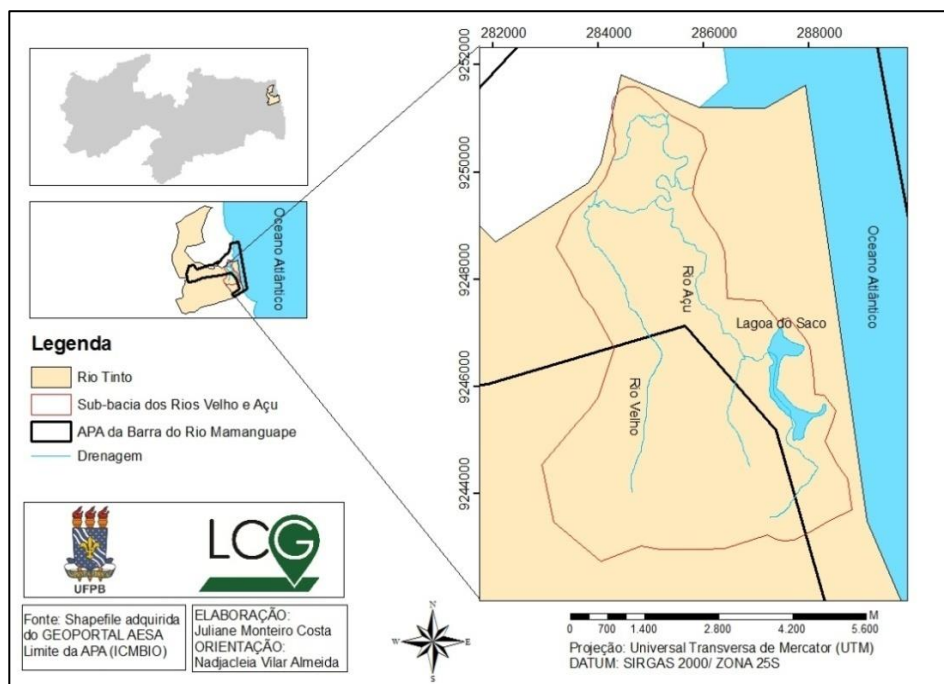 282000 284000 286000 288000
9252000
9250000
9248000
9246000
9244000
Oceano Atlântico
Oceano Atlântico
Rio Açu
Lagoa do Saco
Rio Velho
Legenda
Rio Tinto
Sub-bacia dos Rios Velho e Açu
APA da Barra do Rio Mamanguape
Drenagem
UFPB
LCG
Fonte: Shapefile adquirida
do GEOPORTAL AESA
Limite da APA (ICMBIO)
ELABORAÇÃO:
Juliane Monteiro Costa
ORIENTAÇÃO:
Nadjacleia Vilar Almeida
N
W E
S
M
0 700 1.400 2.800 4.200 5.600
Projeção: Universal Transversa de Mercator (UTM)
DATUM: SIRGAS 2000/ ZONA 25S